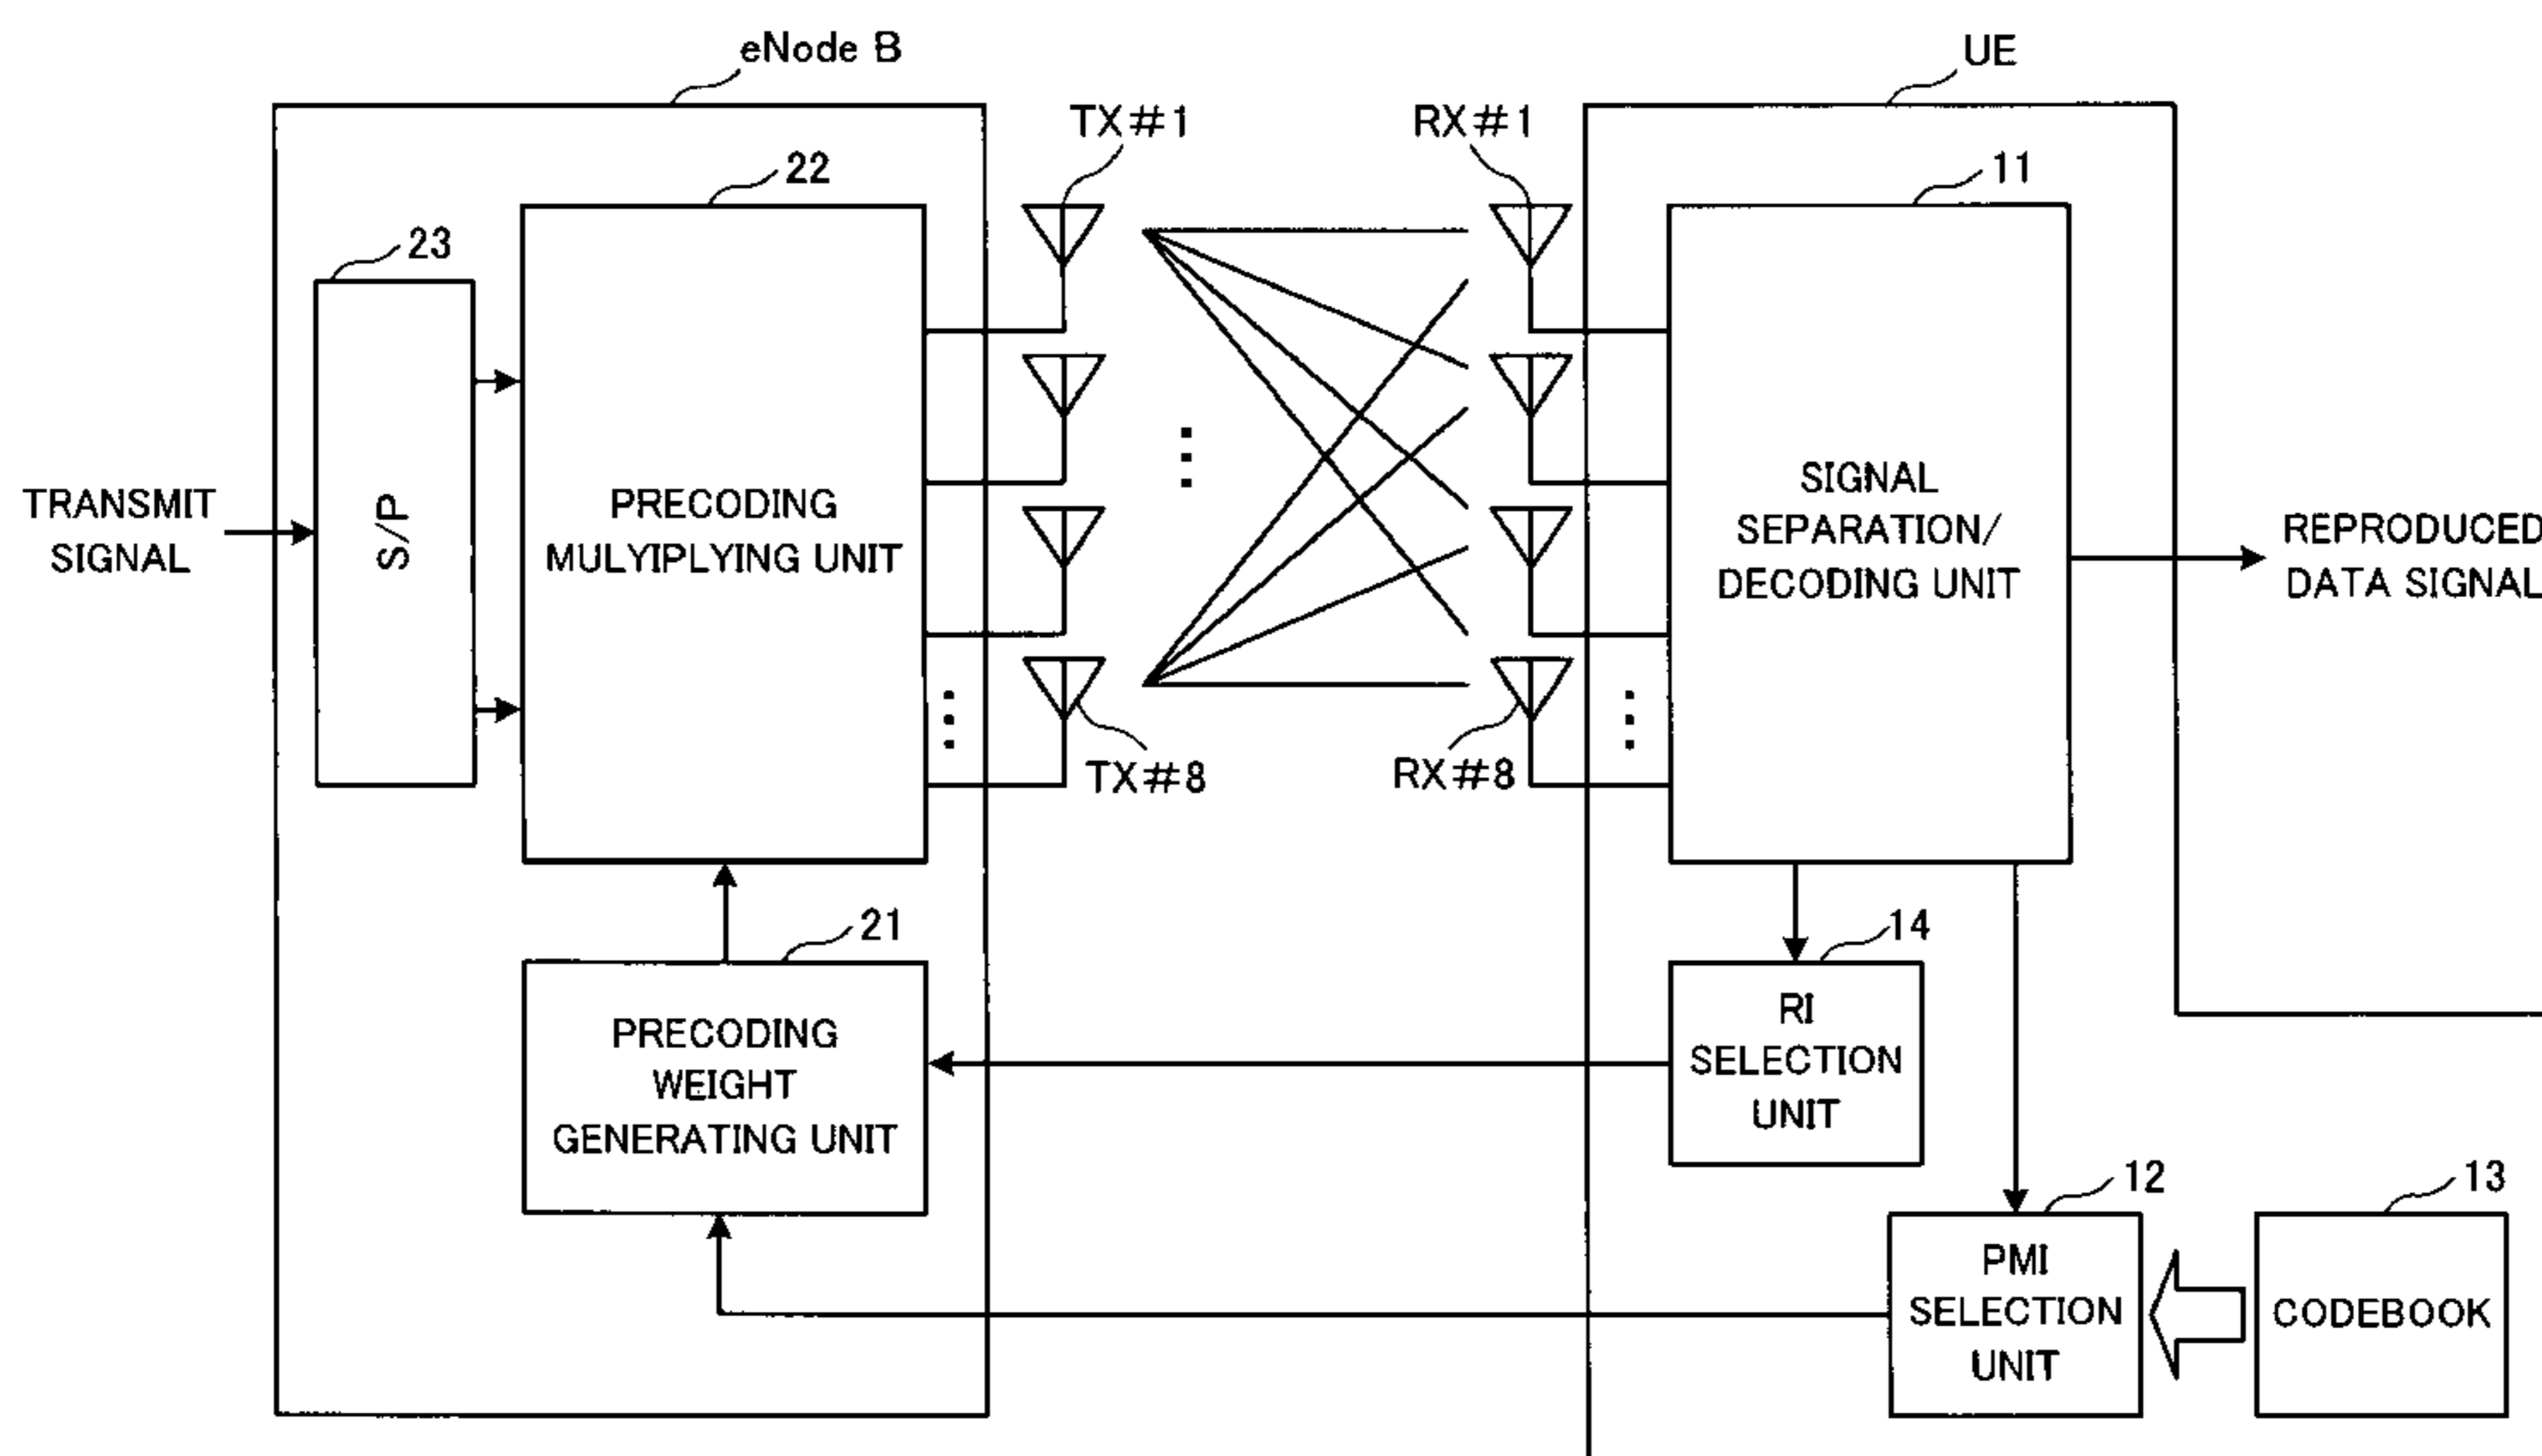 eNode B
UE
TX#1
RX#1
22
11
23
TRANSMIT
SIGNAL
S/P
PRECODING
MULYIPLYING UNIT
SIGNAL
SEPARATION/
DECODING UNIT
REPRODUCED
DATA SIGNAL
TX#8
RX#8
21
14
PRECODING
WEIGHT
GENERATING UNIT
RI
SELECTION
UNIT
12
13
PMI
SELECTION
UNIT
CODEBOOK